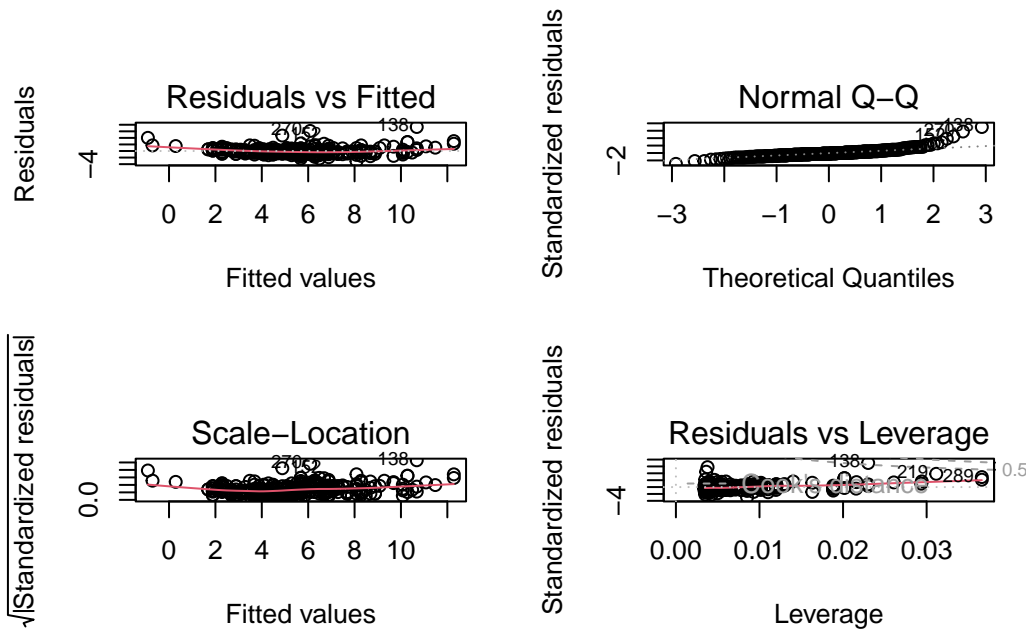 Residuals vs Fitted
Residuals
−4
270
152
138
0 2 4 6 8 10
Fitted values
Normal Q−Q
Standardized residuals
−2
152
270
138
−3 −1 0 1 2 3
Theoretical Quantiles
Scale−Location
√|Standardized residuals|
0.0
270
152
138
0 2 4 6 8 10
Fitted values
Residuals vs Leverage
Standardized residuals
−4
138
219
289
0.5
Cook's distance
0.00 0.01 0.02 0.03
Leverage